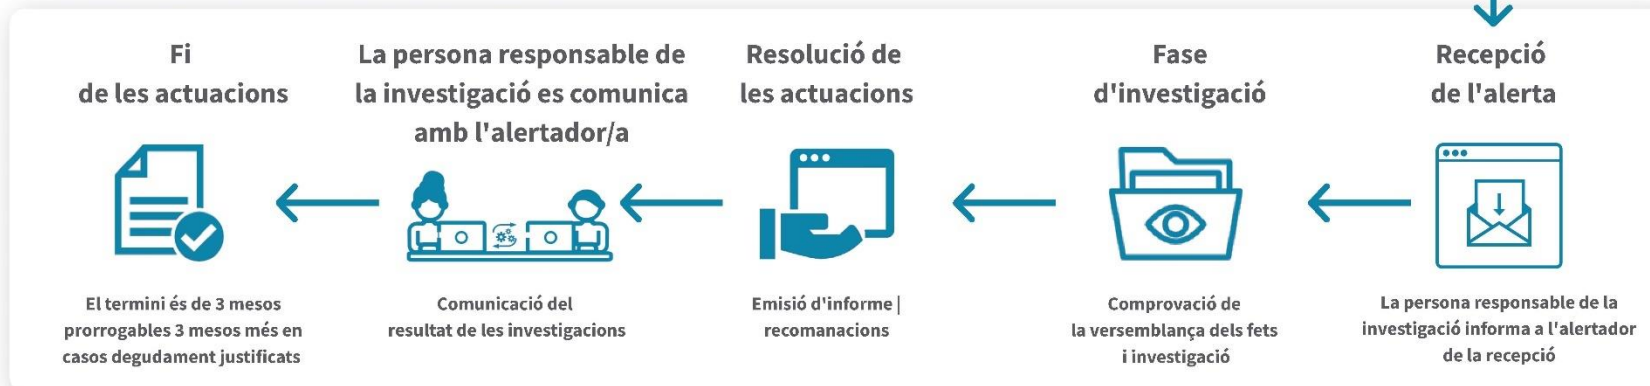 Fi
de les actuacions
La persona responsable de
la investigació es comunica
amb l'alertador/a
Resolució de
les actuacions
Fase
d'investigació
Recepció
de l'alerta
El termini és de 3 mesos
prorrogables 3 mesos més en
casos degudament justificats
Comunicació del
resultat de les investigacions
Emisió d'informe |
recomanacions
Comprovació de
la versemblança dels fets
i investigació
La persona responsable de la
investigació informa a l'alertador
de la recepció